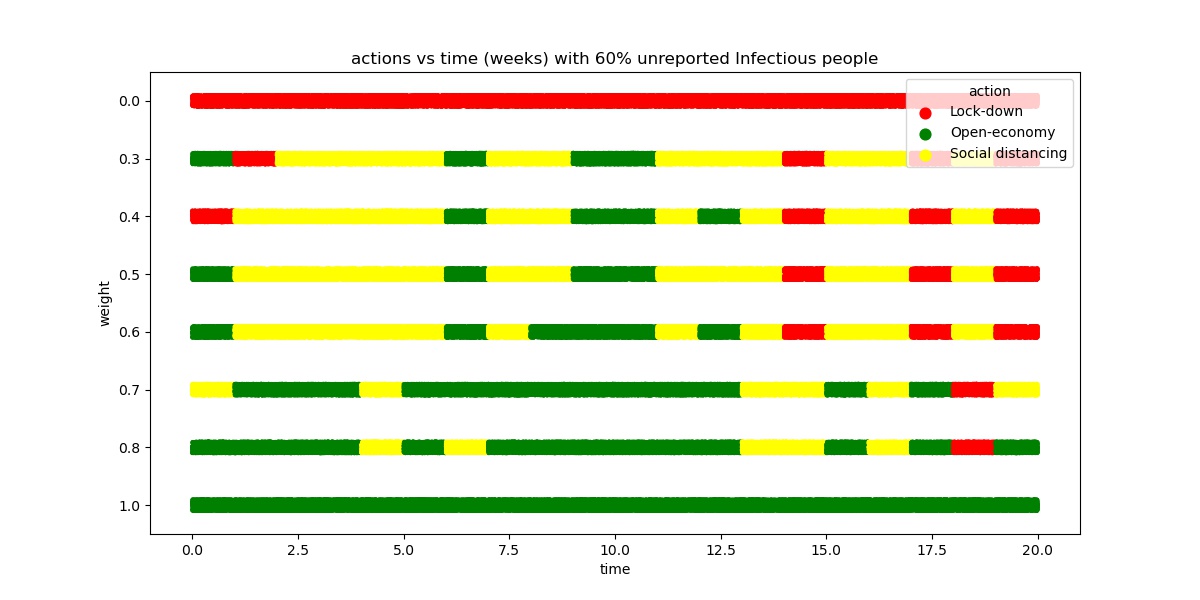 actions vs time (weeks) with 60% unreported Infectious people
action
Lock-down
Open-economy
Social distancing
weight
0.0
0.3
0.4
0.5
0.6
0.7
0.8
1.0
0.0 2.5 5.0 7.5 10.0 12.5 15.0 17.5 20.0
time